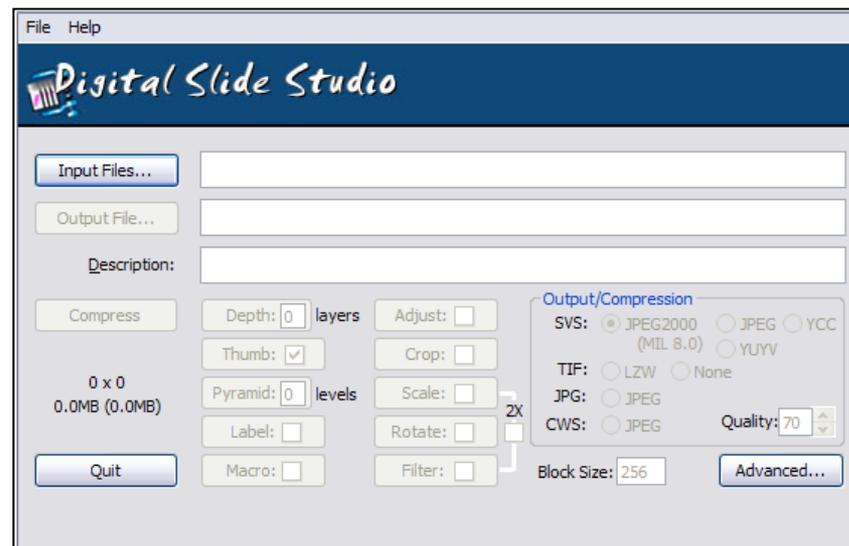 File Help
Digital Slide Studio
Input Files...
Output File...
Description:
Compress
0 x 0
0.0MB (0.0MB)
Quit
Depth: 0 layers
Thumb:
Pyramid: 0 levels
Label:
Macro:
Adjust:
Crop:
Scale:
Rotate:
Filter:
2X
Output/Compression
SVS: JPEG2000 JPEG YCC
(MIL 8.0) YUYV
TIF: LZW None
JPG: JPEG
CWS: JPEG
Quality: 70
Block Size: 256
Advanced...